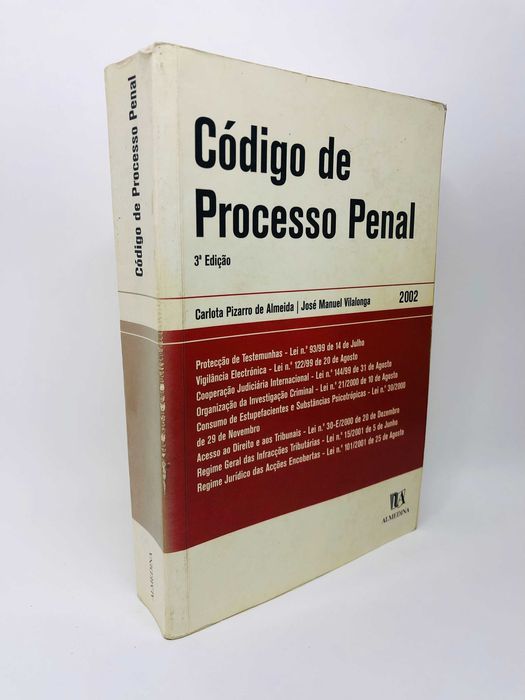 Código de Processo Penal
ALMEDINA
Código de
Processo Penal
3ª Edição
Carlota Pizarro de Almeida | José Manuel Vilalonga
2002
Protecção de Testemunhas - Lei n.º 93/99 de 14 de Julho
Vigilância Electrónica - Lei n.º 122/99 de 20 de Agosto
Cooperação Judiciária Internacional - Lei n.º 144/99 de 31 de Agosto
Organização da Investigação Criminal - Lei n.º 21/2000 de 10 de Agosto
Consumo de Estupefacientes e Substâncias Psicotrópicas - Lei n.º 30/2000
de 29 de Novembro
Acesso ao Direito e aos Tribunais - Lei n.º 30-E/2000 de 20 de Dezembro
Regime Geral das Infracções Tributárias - Lei n.º 15/2001 de 5 de Junho
Regime Jurídico das Acções Encobertas - Lei n.º 101/2001 de 25 de Agosto
ALMEDINA